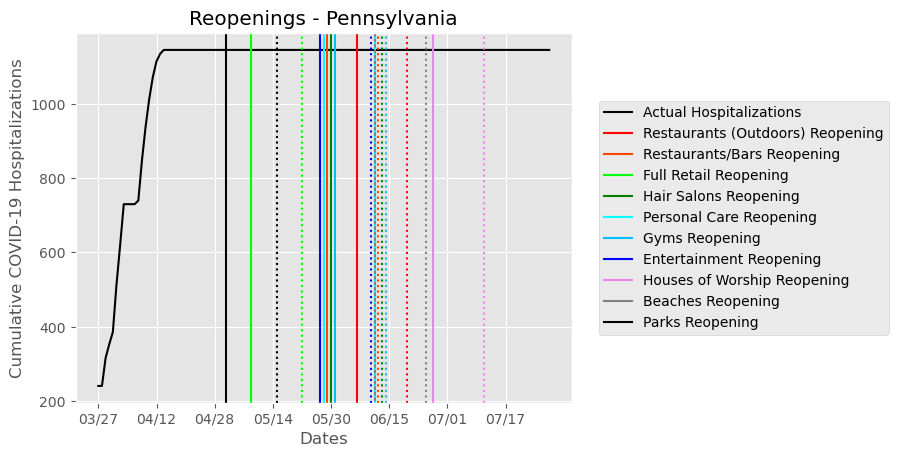 Reopenings - Pennsylvania
Cumulative COVID-19 Hospitalizations
1000
800
600
400
200
03/27 04/12 04/28 05/14 05/30 06/15 07/01 07/17
Dates
Actual Hospitalizations
Restaurants (Outdoors) Reopening
Restaurants/Bars Reopening
Full Retail Reopening
Hair Salons Reopening
Personal Care Reopening
Gyms Reopening
Entertainment Reopening
Houses of Worship Reopening
Beaches Reopening
Parks Reopening